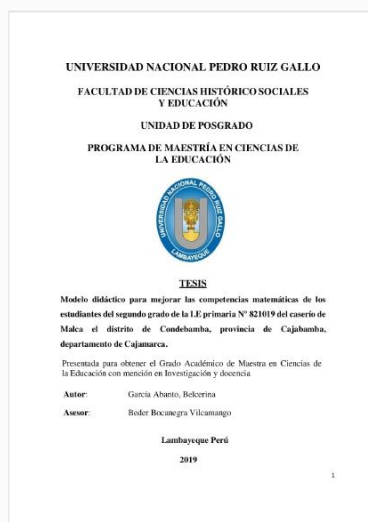 UNIVERSIDAD NACIONAL PEDRO RUIZ GALLO
FACULTAD DE CIENCIAS HISTÓRICO SOCIALES
Y EDUCACIÓN
UNIDAD DE POSGRADO
PROGRAMA DE MAESTRÍA EN CIENCIAS DE
LA EDUCACIÓN
UNIVERSIDAD NACIONAL PEDRO RUIZ GALLO
LAMBAYEQUE
TESIS
Modelo didáctico para mejorar las competencias matemáticas de los
estudiantes del segundo grado de la I.E primaria N° 821019 del caserío de
Malca el distrito de Condebamba, provincia de Cajabamba,
departamento de Cajamarca.
Presentada para obtener el Grado Académico de Maestra en Ciencias de
la Educación con mención en Investigación y docencia
Autor: García Abanto, Belcerina
Asesor: Beder Bocanegra Vilcamango
Lambayeque Perú
2019
1